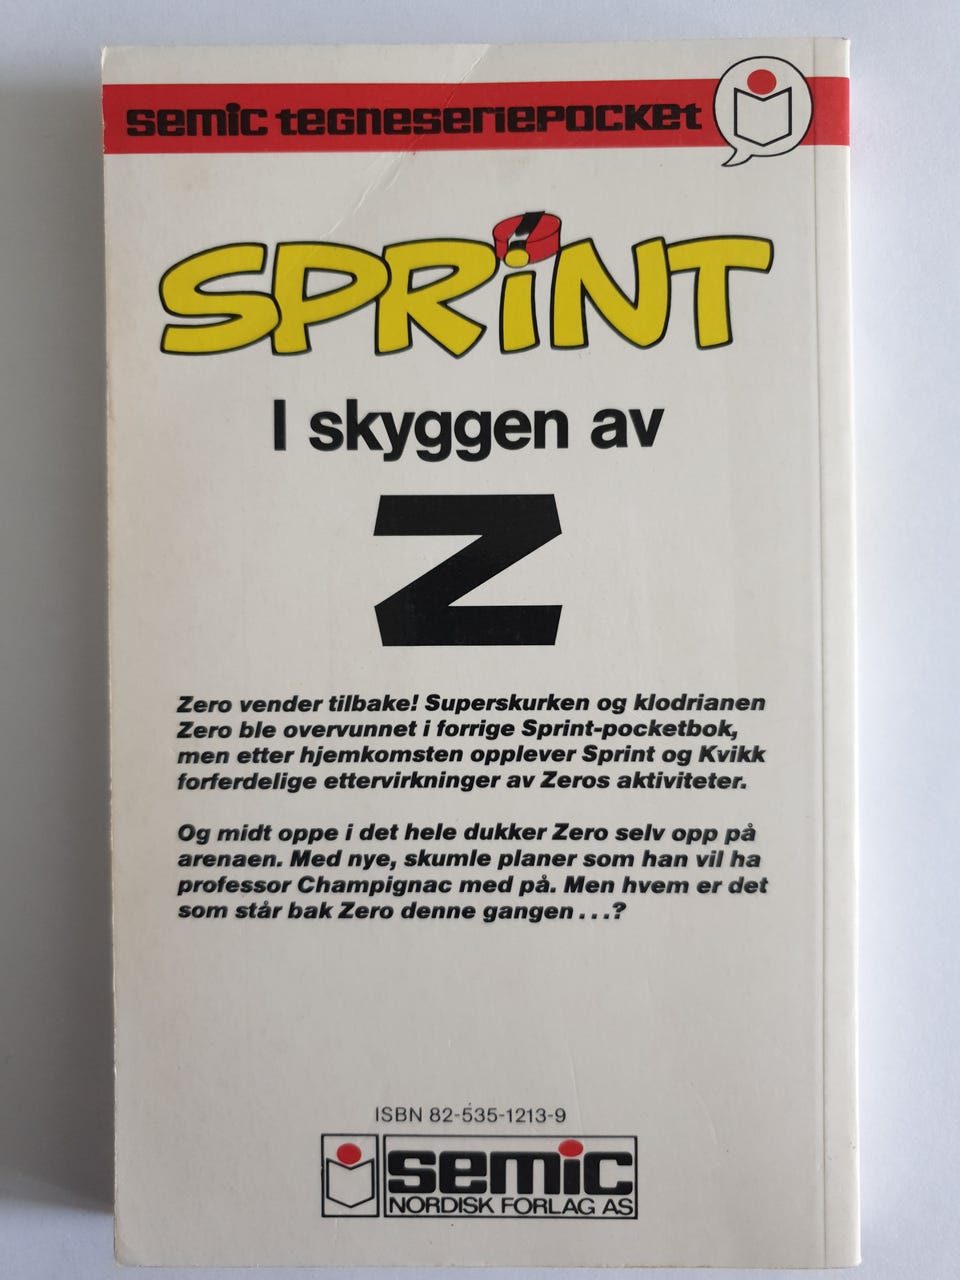 semic tegneseriepocket
SPRiNT
I skyggen av
Z
Zero vender tilbake! Superskurken og klodrianen
Zero ble overvunnet i forrige Sprint-pocketbok,
men etter hjemkomsten opplever Sprint og Kvikk
forferdelige ettervirkninger av Zeros aktiviteter.
Og midt oppe i det hele dukker Zero selv opp på
arenaen. Med nye, skumle planer som han vil ha
professor Champignac med på. Men hvem er det
som står bak Zero denne gangen...?
ISBN 82-535-1213-9
semic
NORDISK FORLAG AS